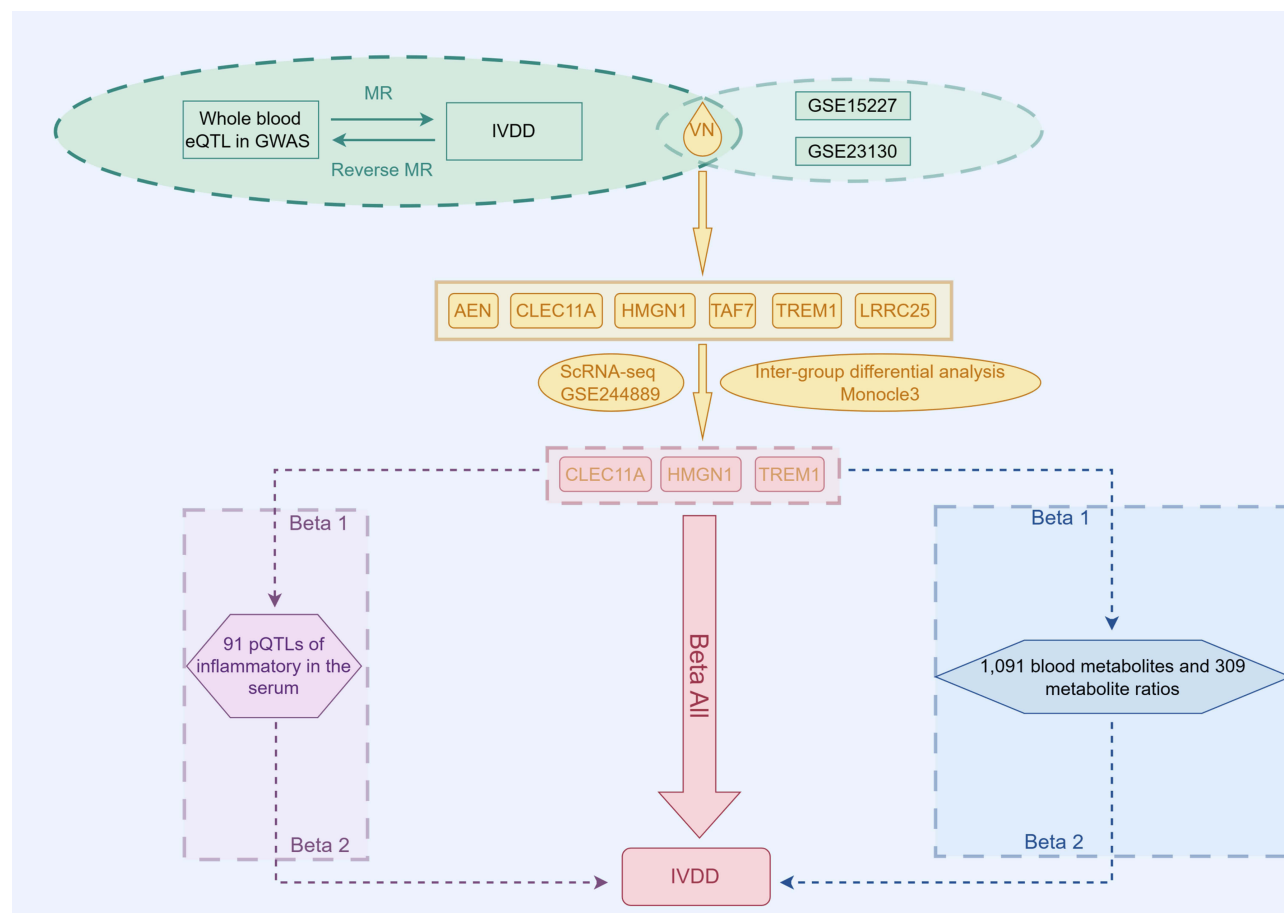 MR
Whole blood
eQTL in GWAS
IVDD
Reverse MR
VN
GSE15227
GSE23130
AEN
CLEC11A
HMGN1
TAF7
TREM1
LRRC25
ScRNA-seq
GSE244889
Inter-group differential analysis
Monocle3
CLEC11A
HMGN1
TREM1
Beta 1
Beta 1
91 pQTLs of
inflammatory in the
serum
Beta All
1,091 blood metabolites and 309
metabolite ratios
Beta 2
Beta 2
IVDD